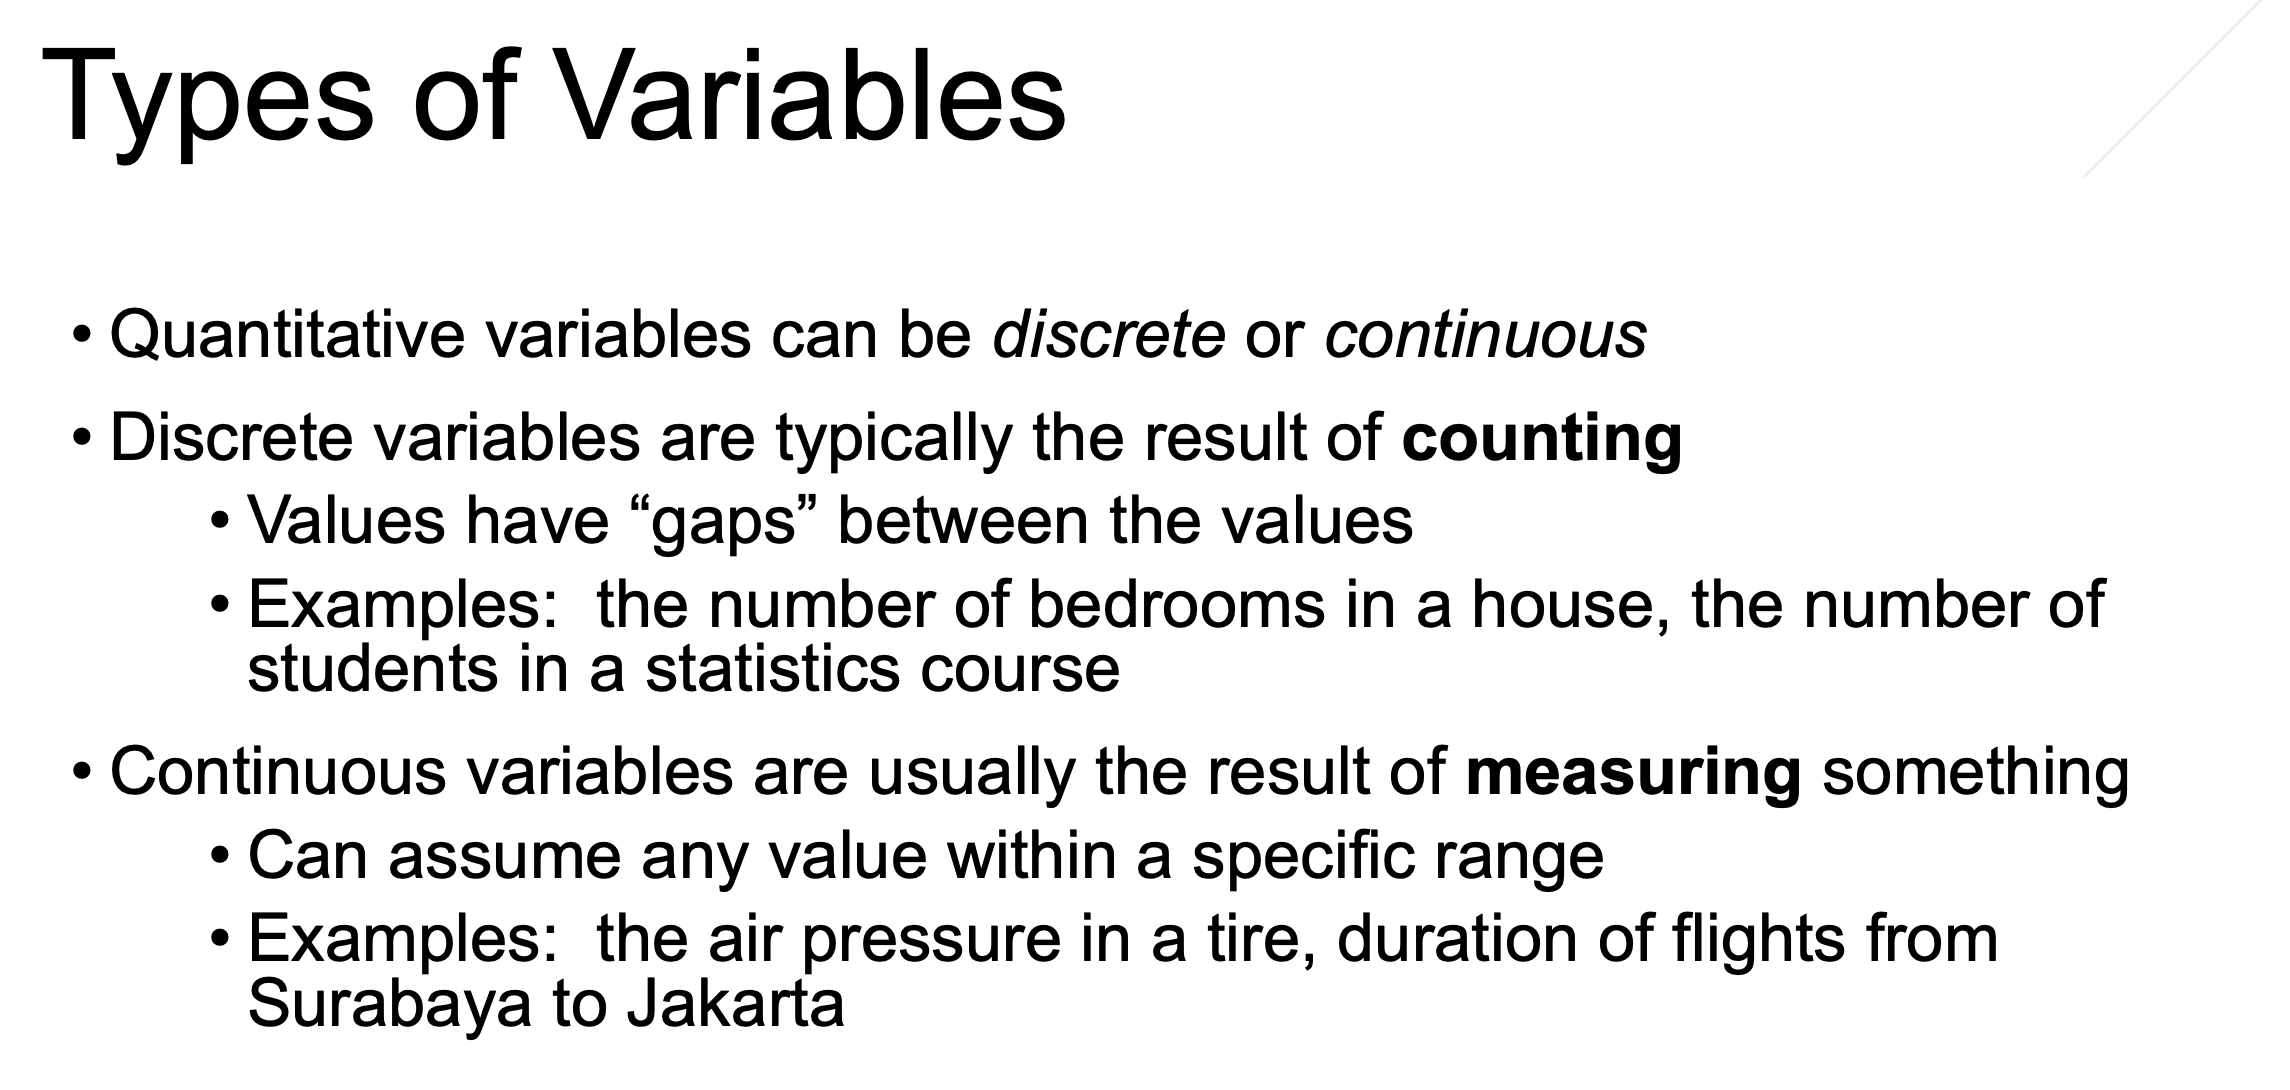 Types of Variables
• Quantitative variables can be discrete or continuous
• Discrete variables are typically the result of counting
• Values have “gaps” between the values
• Examples:  the number of bedrooms in a house, the number of
students in a statistics course
• Continuous variables are usually the result of measuring something
• Can assume any value within a specific range
• Examples:  the air pressure in a tire, duration of flights from
Surabaya to Jakarta